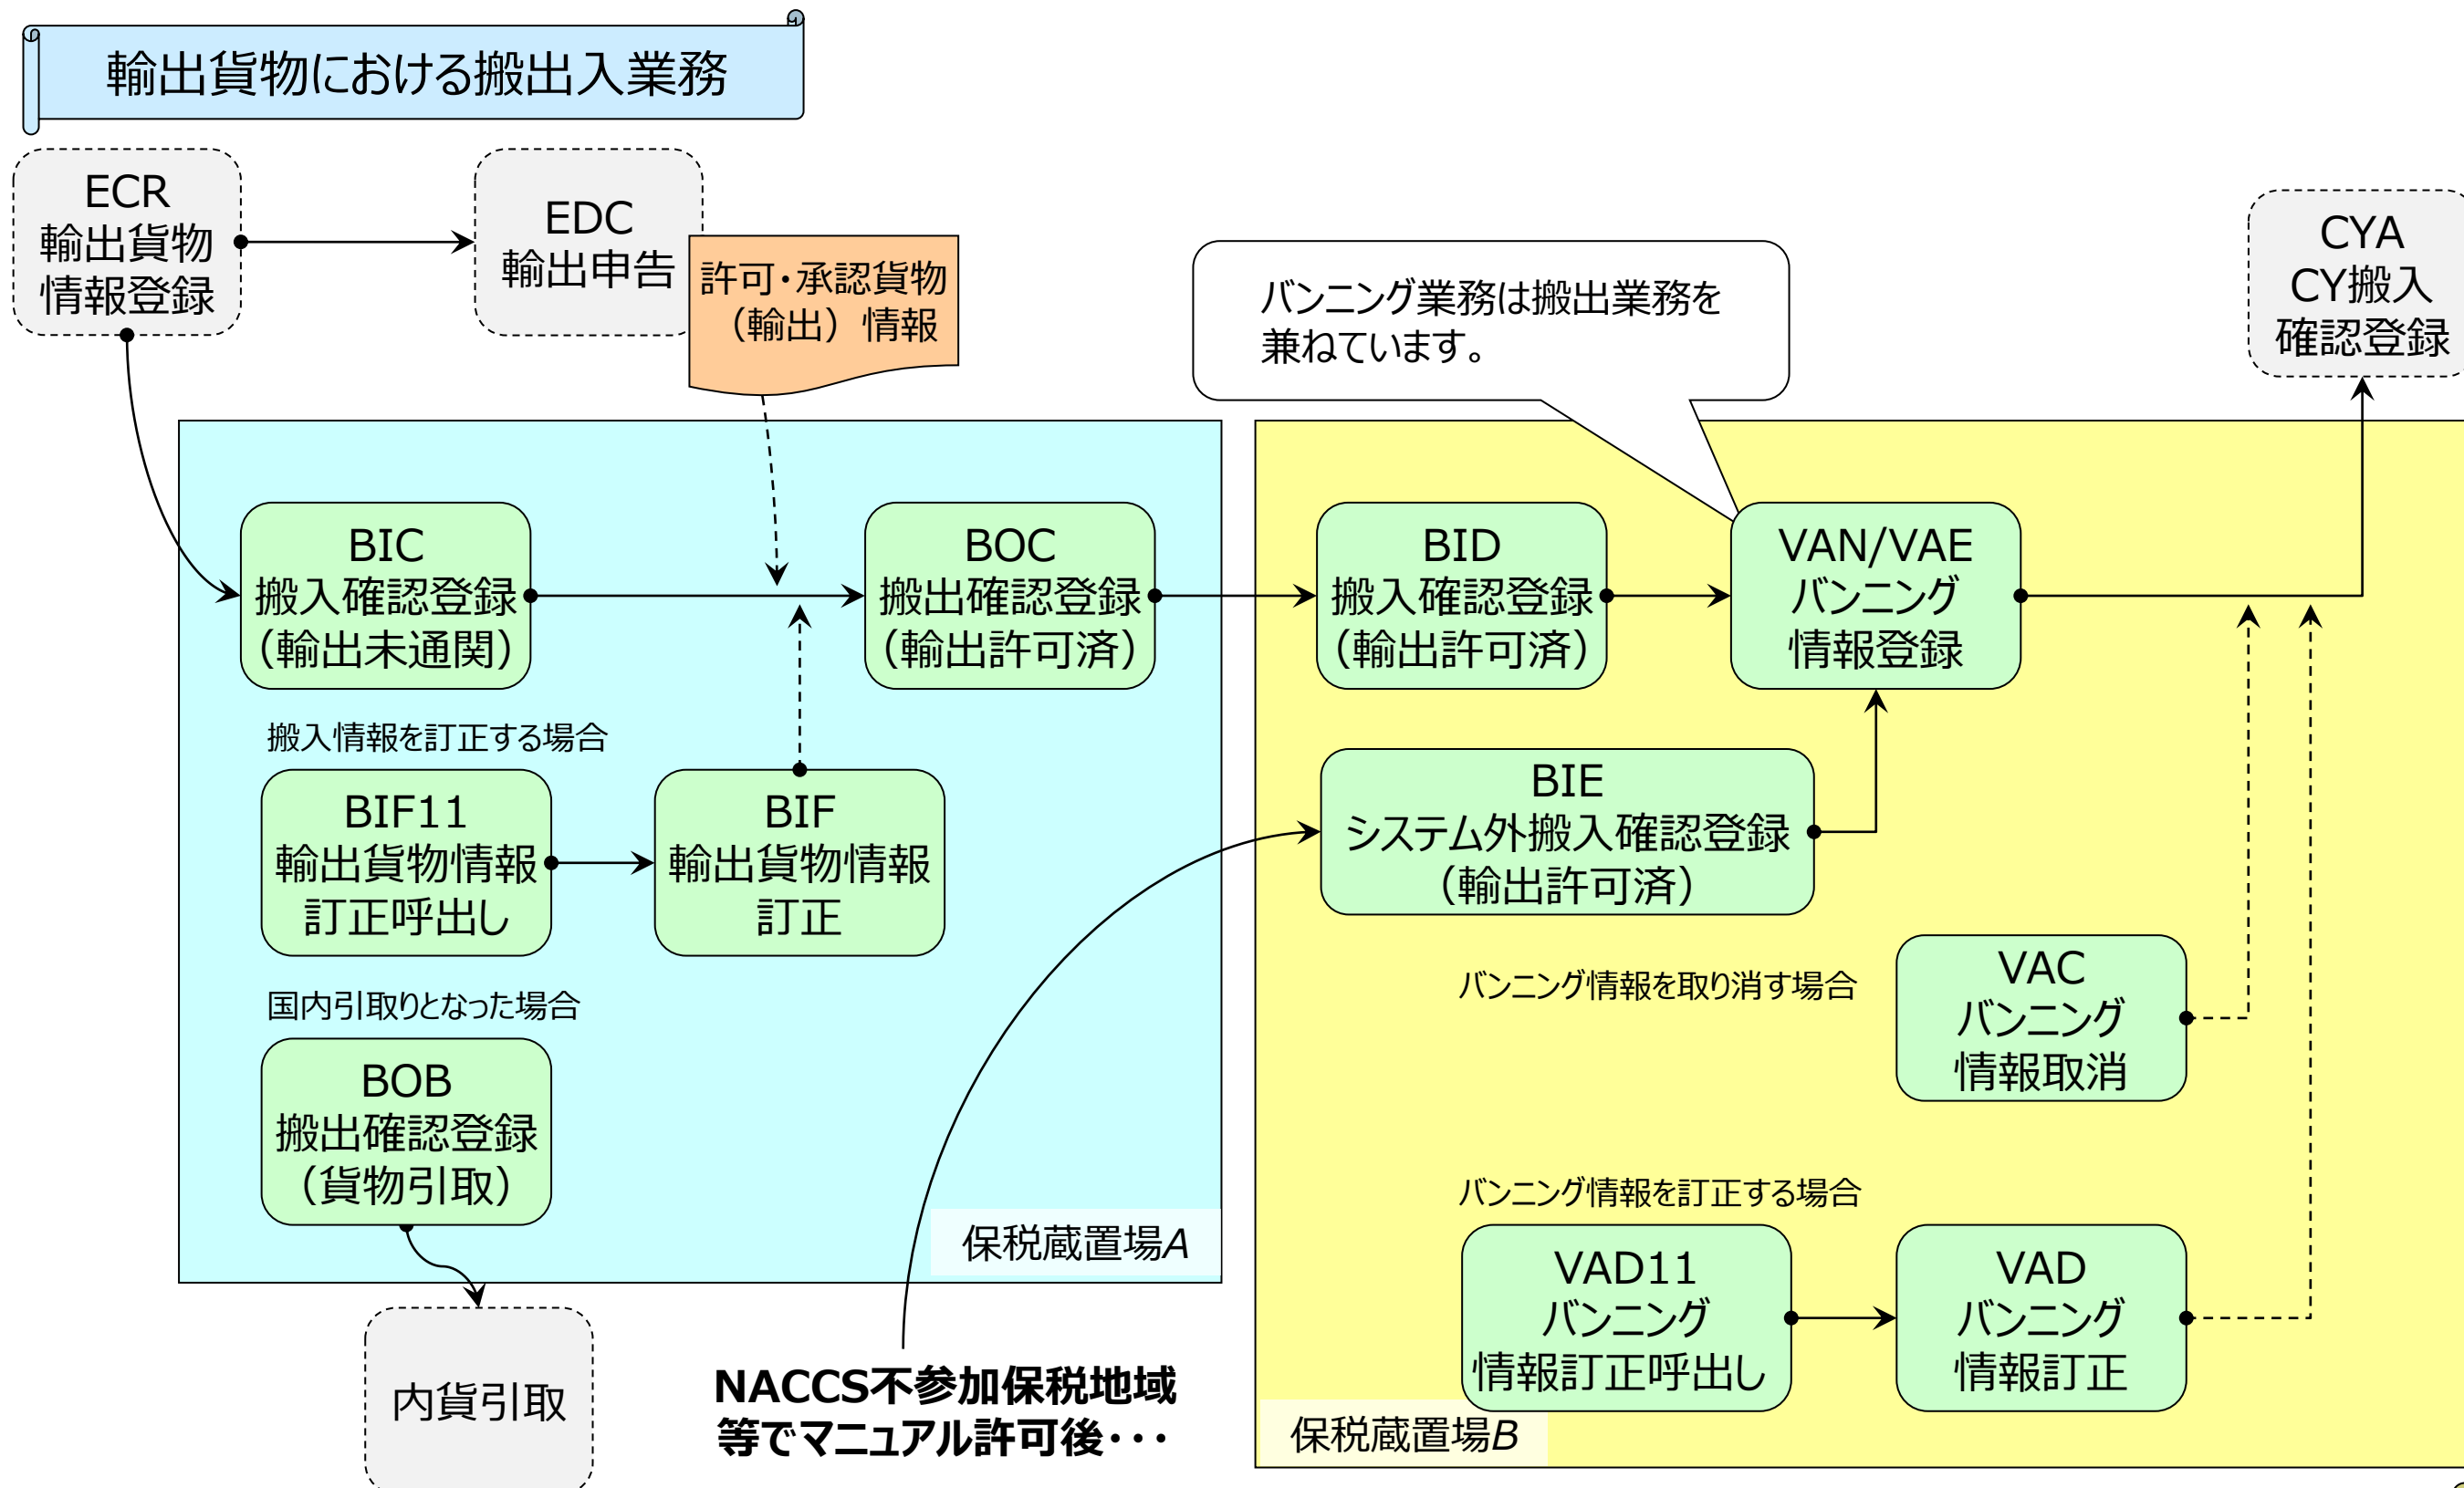 輸出貨物における搬出入業務
ECR
輸出貨物
情報登録
EDC
輸出申告
許可・承認貨物
（輸出）情報
バンニング業務は搬出業務を
兼ねています。
CYA
CY搬入
確認登録
BIC
搬入確認登録
（輸出未通関）
BOC
搬出確認登録
（輸出許可済）
BID
搬入確認登録
（輸出許可済）
VAN/VAE
バンニング
情報登録
搬入情報を訂正する場合
BIF11
輸出貨物情報
訂正呼出し
BIF
輸出貨物情報
訂正
BIE
システム外搬入確認登録
（輸出許可済）
国内引取りとなった場合
BOB
搬出確認登録
（貨物引取）
保税蔵置場A
バンニング情報を取り消す場合
VAC
バンニング
情報取消
バンニング情報を訂正する場合
VAD11
バンニング
情報訂正呼出し
VAD
バンニング
情報訂正
保税蔵置場B
内貨引取
NACCS不参加保税地域
等でマニュアル許可後・・・